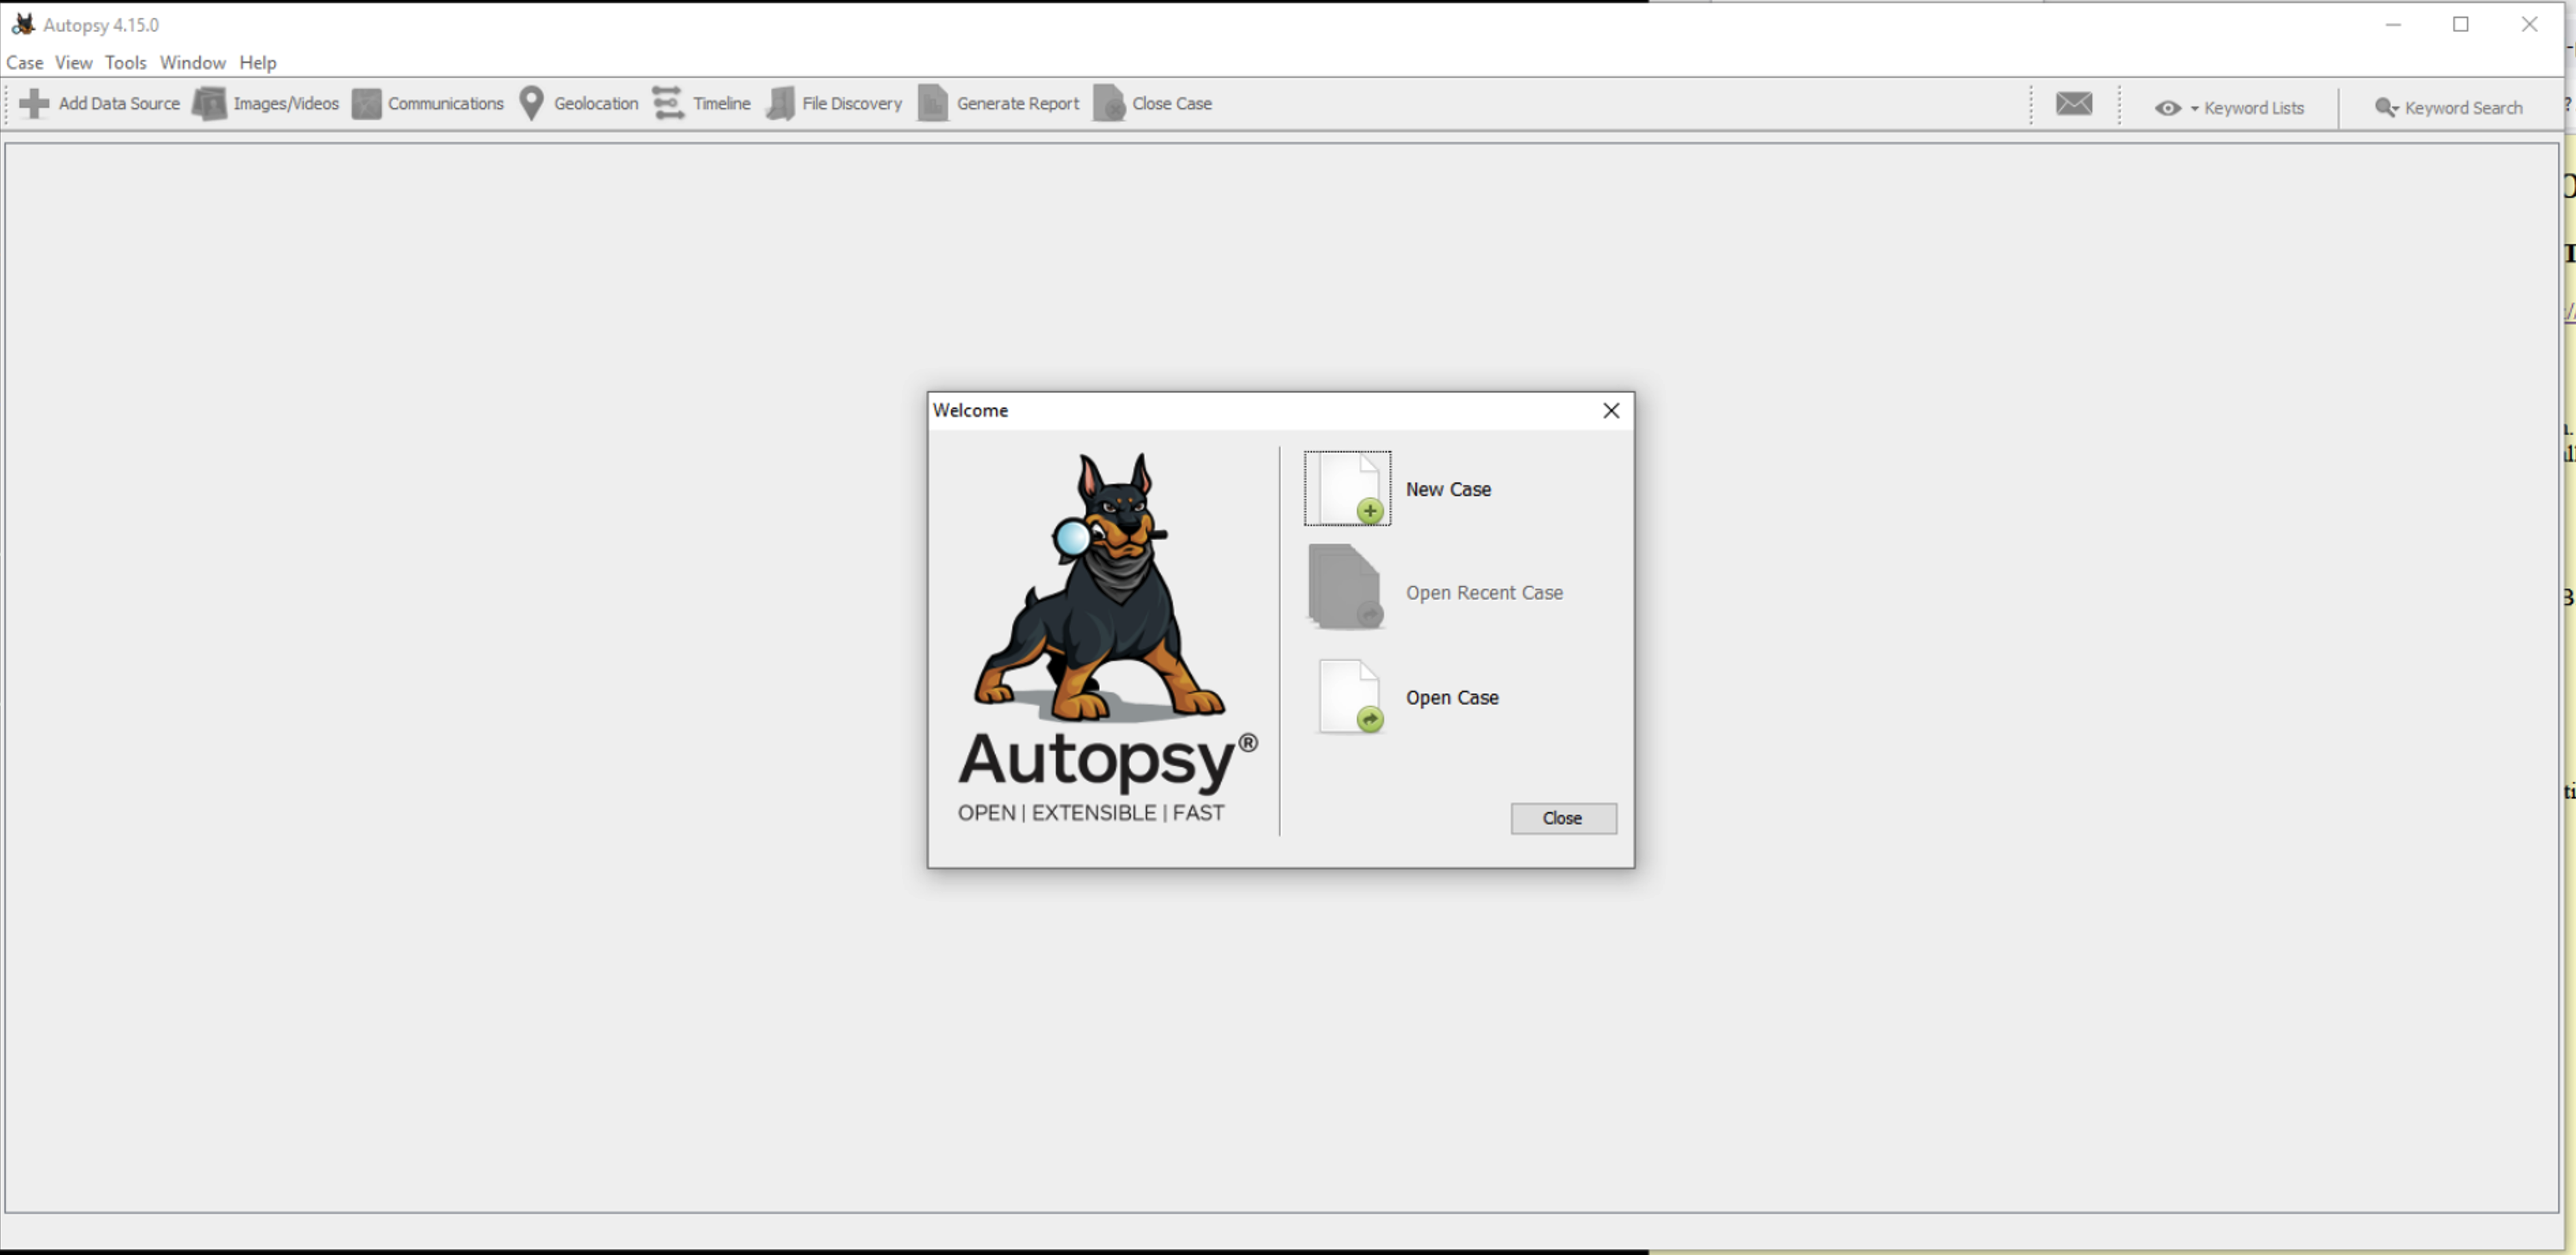 Autopsy 4.15.0
Case View Tools Window Help
Add Data Source Images/Videos Communications Geolocation Timeline File Discovery Generate Report Close Case Keyword Lists Keyword Search
Welcome
New Case
Open Recent Case
Open Case
Autopsy®
OPEN | EXTENSIBLE | FAST
Close